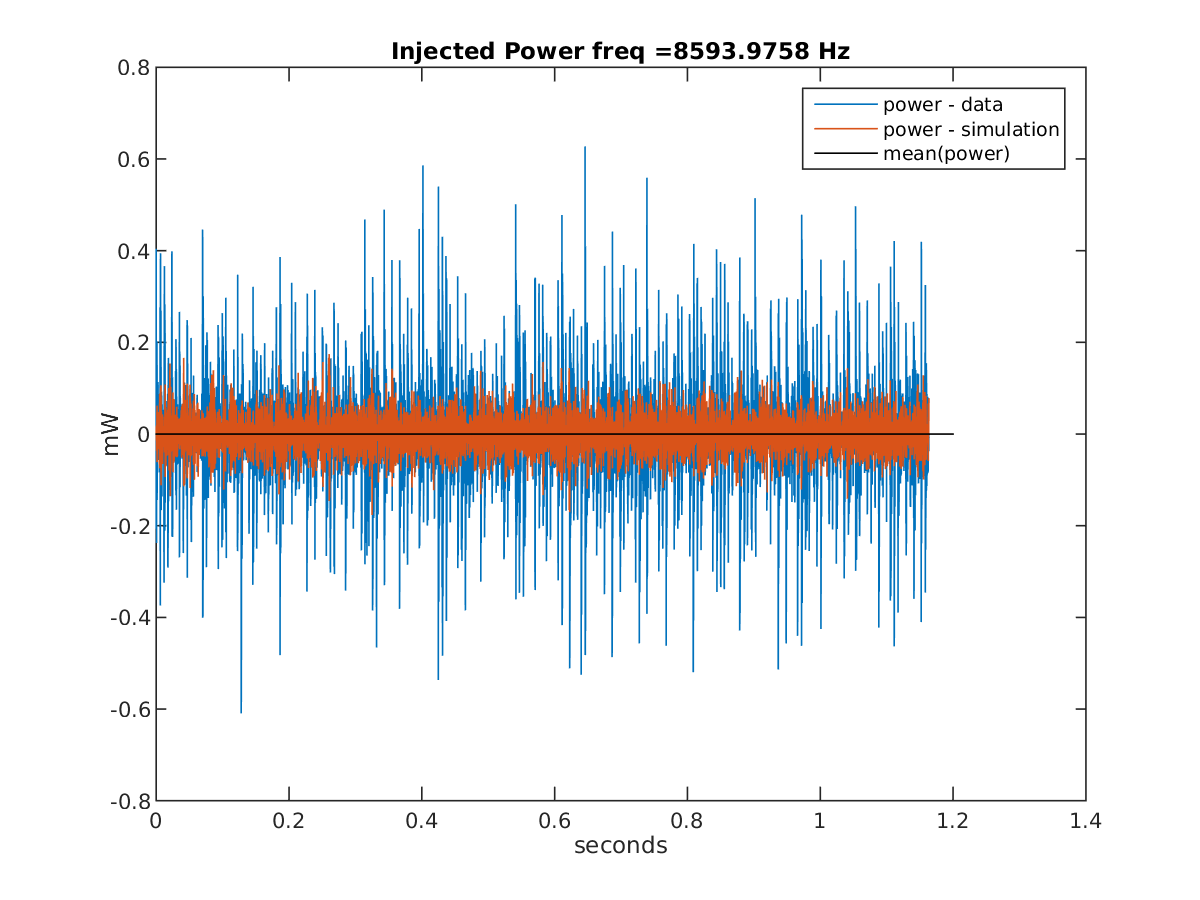 Injected Power freq =8593.9758 Hz
power - data
power - simulation
mean(power)
0.8
0.6
0.4
0.2
0
-0.2
-0.4
-0.6
-0.8
mW
0 0.2 0.4 0.6 0.8 1 1.2 1.4
seconds